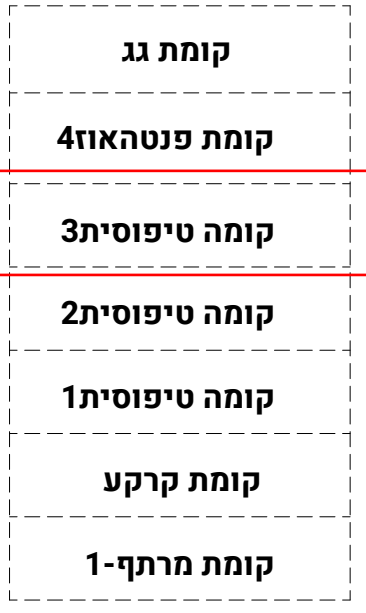 קומת גג
קומת פנטהאוז4
קומה טיפוסית3
קומה טיפוסית2
קומה טיפוסית1
קומת קרקע
קומת מרתף-1